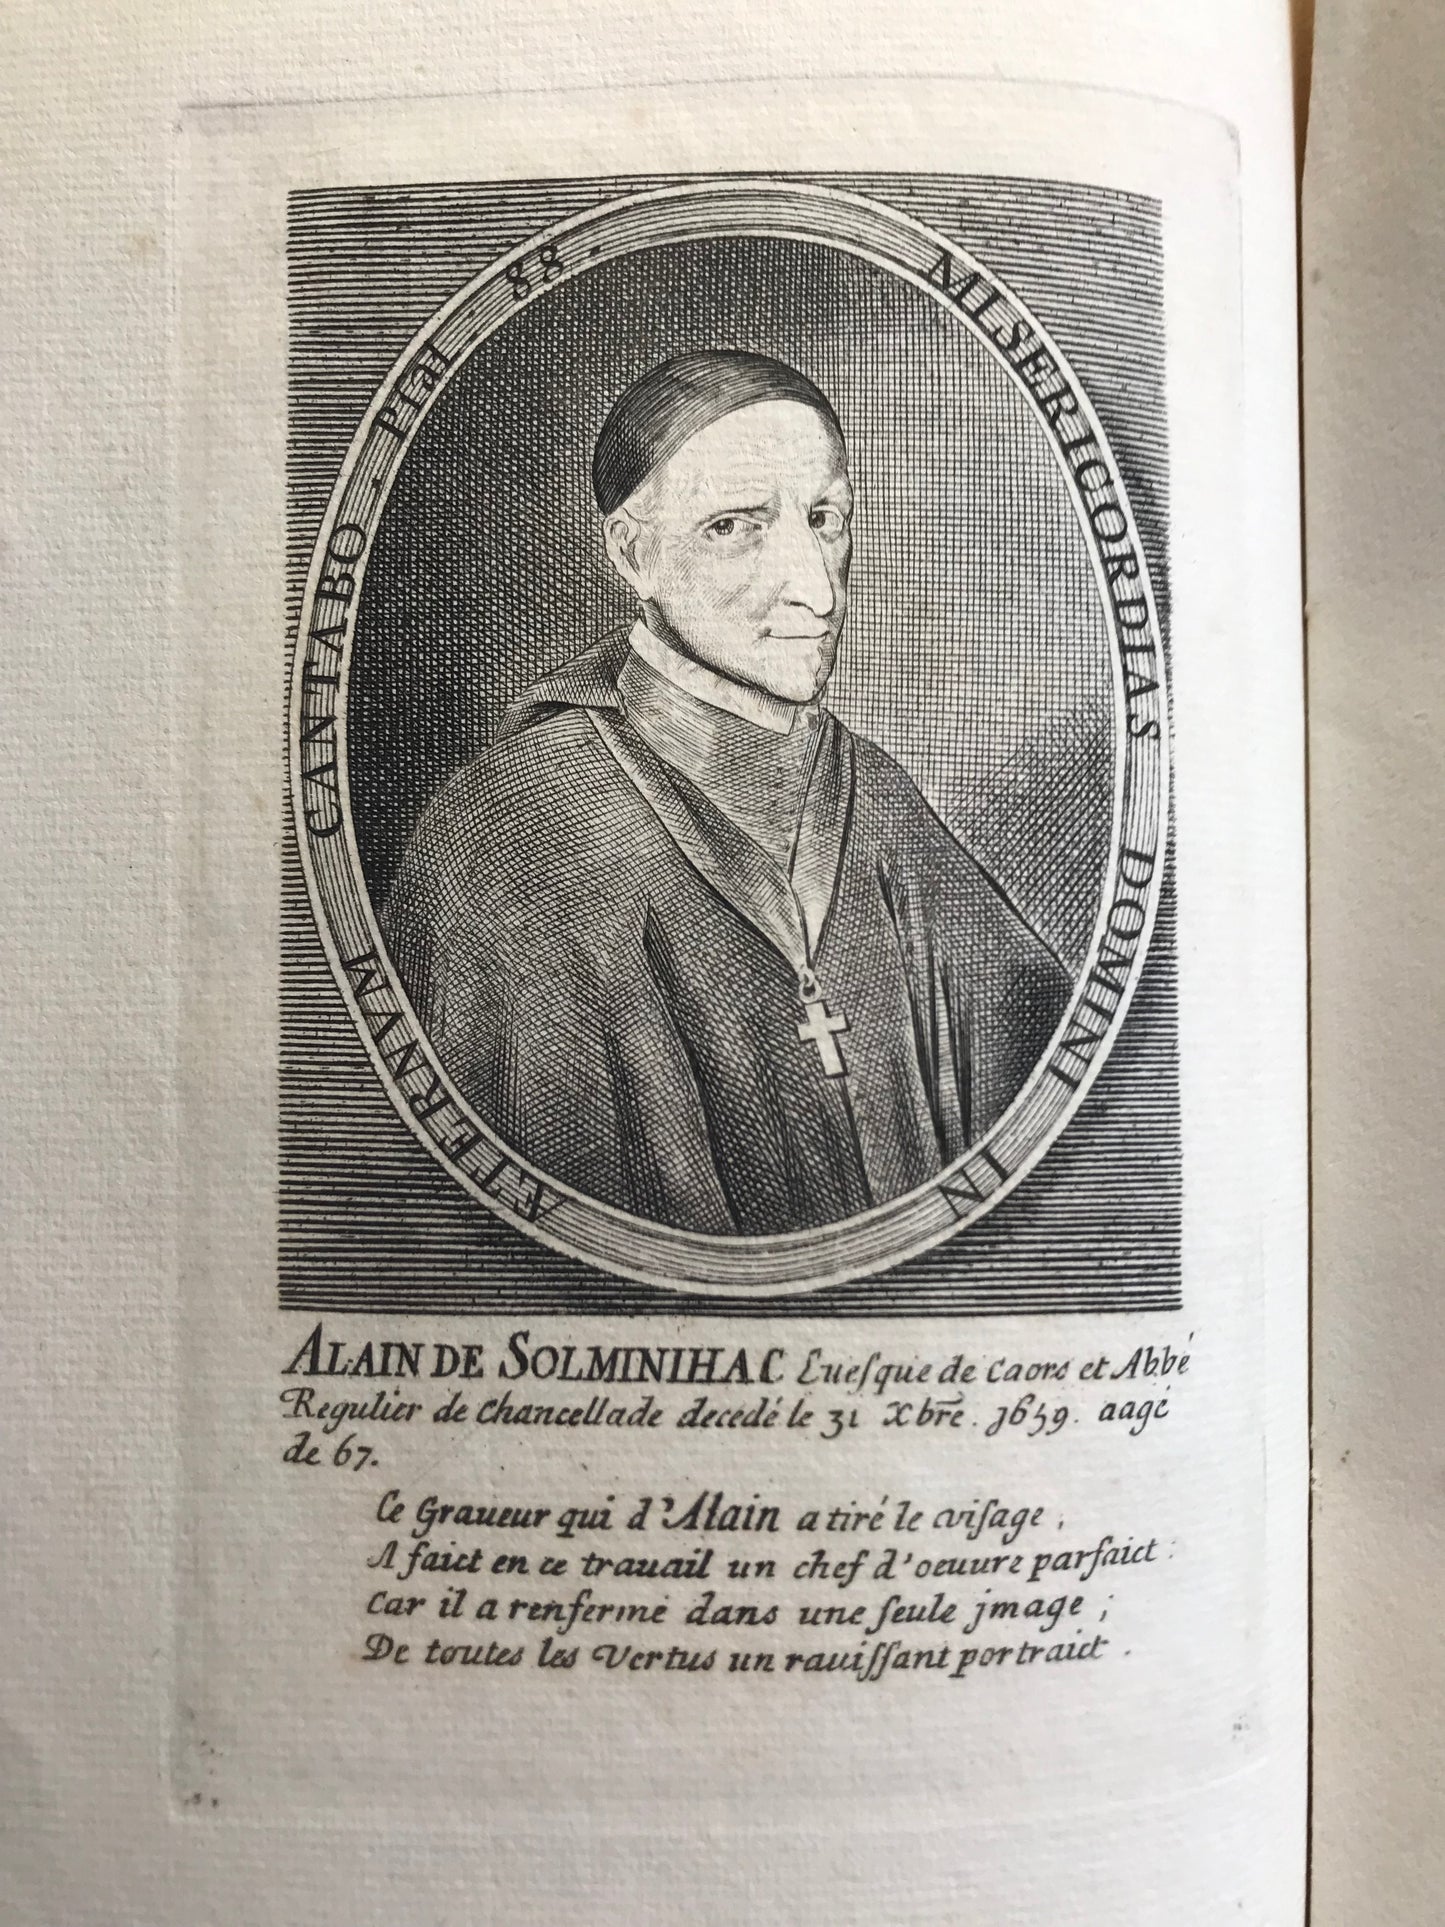 MISERICORDIAS DOMINI IN ÆTERNVM CANTABO . Psal . 88 .
ALAIN DE SOLMINIHAC Eueſque de Caors et Abbé
Regulier de Chancellade decedé le 31 Xbr̄e . 1659 . aagé
de 67.
Ce Graueur qui d'Alain a tiré le viſage ;
A faict en ce trauail un chef d'oeuure parfaict :
Car il a renfermé dans une ſeule jmage ;
De toutes les Vertus un rauiſſant portraict .